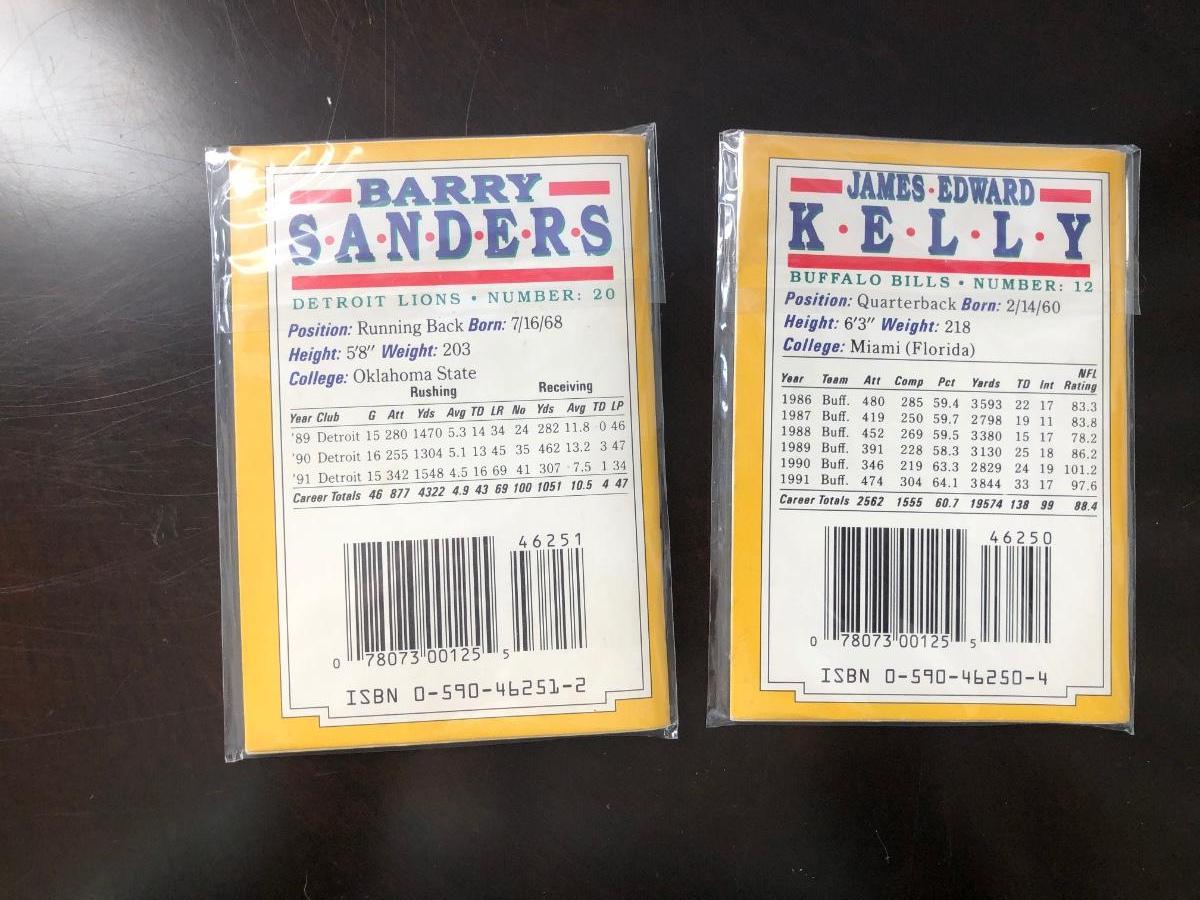 BARRY
S·A·N·D·E·R·S
DETROIT LIONS • NUMBER: 20
Position: Running Back Born: 7/16/68
Height: 5'8" Weight: 203
College: Oklahoma State
Rushing Receiving
Year Club G Att Yds Avg TD LR No Yds Avg TD LP
'89 Detroit 15 280 1470 5.3 14 34 24 282 11.8 0 46
'90 Detroit 16 255 1304 5.1 13 45 35 462 13.2 3 47
'91 Detroit 15 342 1548 4.5 16 69 41 307 7.5 1 34
Career Totals 46 877 4322 4.9 43 69 100 1051 10.5 4 47
46251
0 78073 00125 5
ISBN 0-590-46251-2
JAMES·EDWARD
K·E·L·L·Y
BUFFALO BILLS • NUMBER: 12
Position: Quarterback Born: 2/14/60
Height: 6'3" Weight: 218
College: Miami (Florida)
NFL
Year Team Att Comp Pct Yards TD Int Rating
1986 Buff. 480 285 59.4 3593 22 17 83.3
1987 Buff. 419 250 59.7 2798 19 11 83.8
1988 Buff. 452 269 59.5 3380 15 17 78.2
1989 Buff. 391 228 58.3 3130 25 18 86.2
1990 Buff. 346 219 63.3 2829 24 19 101.2
1991 Buff. 474 304 64.1 3844 33 17 97.6
Career Totals 2562 1555 60.7 19574 138 99 88.4
46250
0 78073 00125 5
ISBN 0-590-46250-4